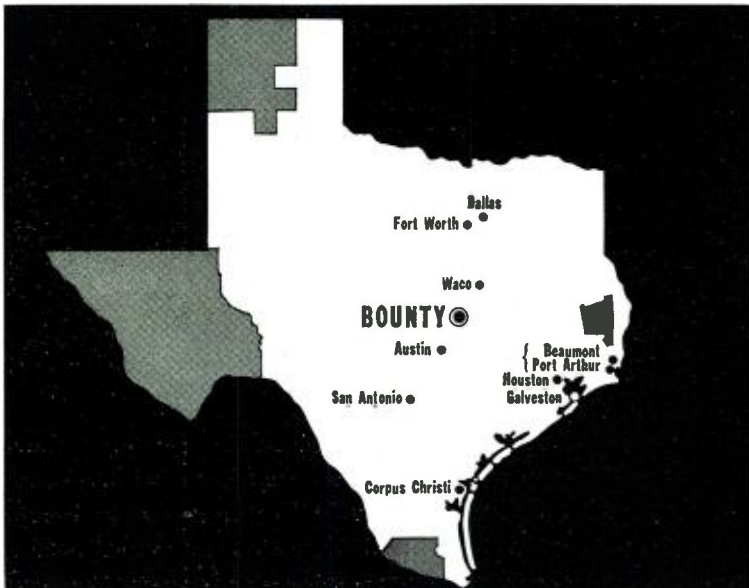 Dallas
Fort Worth
Waco
BOUNTY
Austin
Beaumont
Port Arthur
Houston
Galveston
San Antonio
Corpus Christi